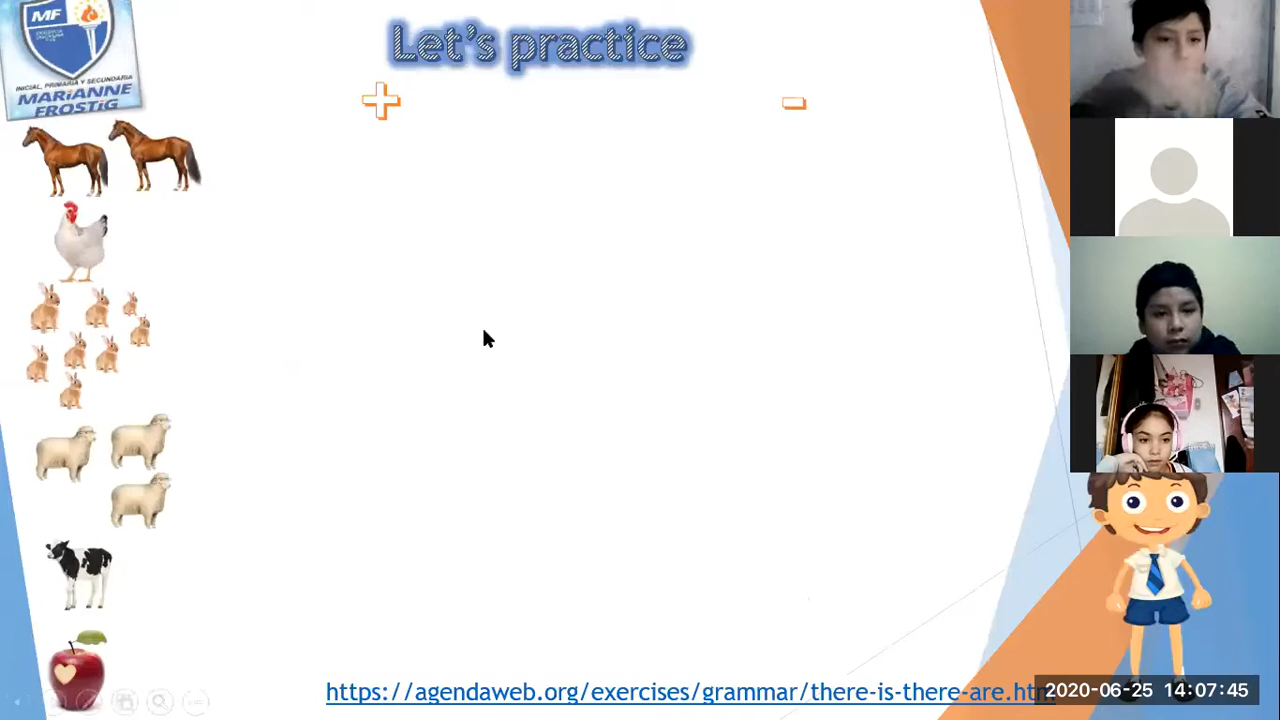 MF
INICIAL, PRIMARIA Y SECUNDARIA
MARIANNE
FROSTIG
Let's practice
+ -
https://agendaweb.org/exercises/grammar/there-is-there-are.htm
2020-06-25 14:07:45